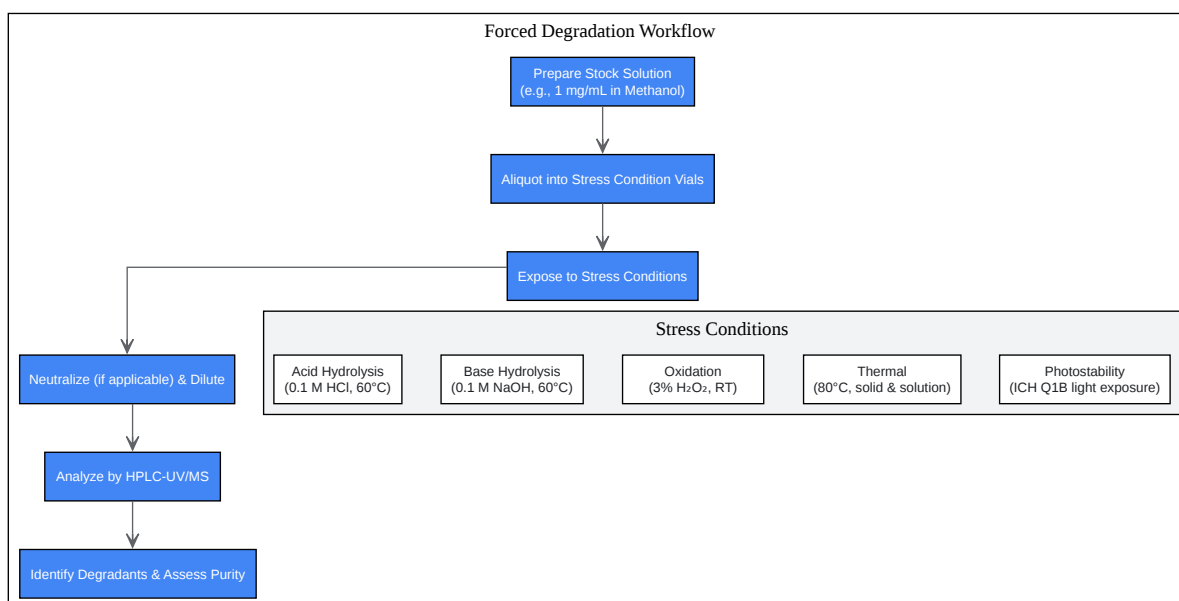 Forced Degradation Workflow
Prepare Stock Solution
(e.g., 1 mg/mL in Methanol)
Aliquot into Stress Condition Vials
Expose to Stress Conditions
Stress Conditions
Acid Hydrolysis
(0.1 M HCl, 60°C)
Base Hydrolysis
(0.1 M NaOH, 60°C)
Oxidation
(3% H₂O₂, RT)
Thermal
(80°C, solid & solution)
Photostability
(ICH Q1B light exposure)
Neutralize (if applicable) & Dilute
Analyze by HPLC-UV/MS
Identify Degradants & Assess Purity